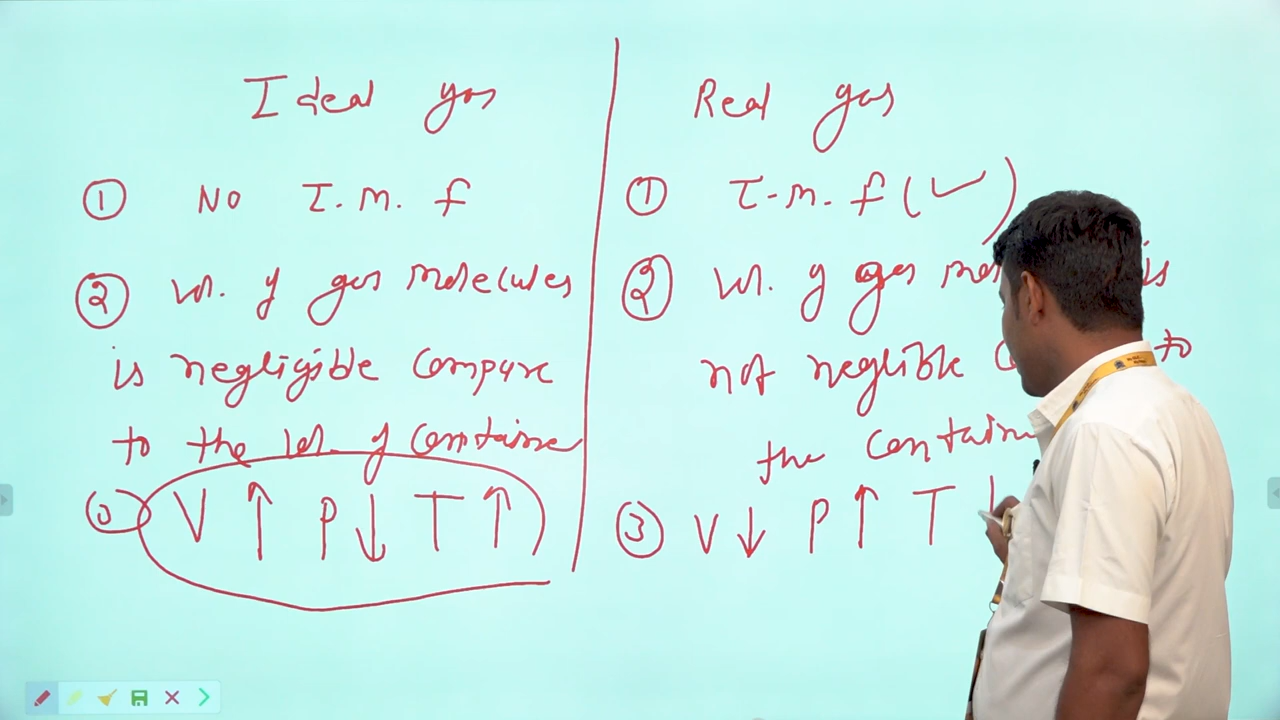 Ideal gas
① NO I.M.f
② Vol. of gas molecules
is negligible compare
to the vol. of container
③ V ↑ P ↓ T ↑
Real gas
① I.M.f (✓)
② Vol. of gas is
not neglible to
the
③ V ↓ P ↑ T